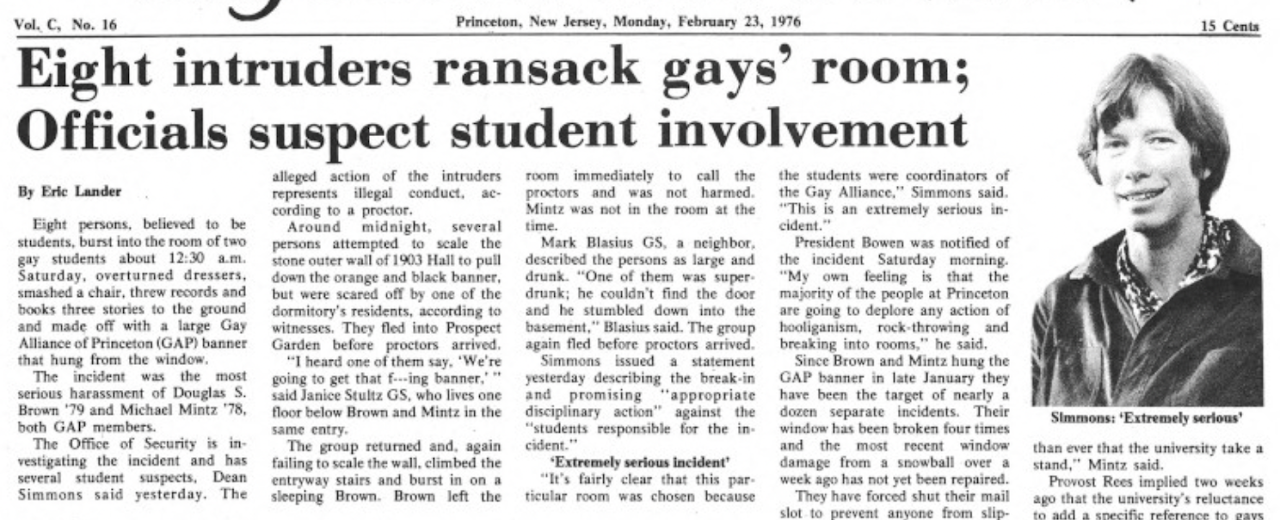 Vol. C, No. 16
Princeton, New Jersey, Monday, February 23, 1976
15 Cents
Eight intruders ransack gays' room;
Officials suspect student involvement
By Eric Lander
Eight persons, believed to be
students, burst into the room of two
gay students about 12:30 a.m.
Saturday, overturned dressers,
smashed a chair, threw records and
books three stories to the ground
and made off with a large Gay
Alliance of Princeton (GAP) banner
that hung from the window.
The incident was the most
serious harassment of Douglas S.
Brown '79 and Michael Mintz '78,
both GAP members.
The Office of Security is in-
vestigating the incident and has
several student suspects, Dean
Simmons said yesterday. The
alleged action of the intruders
represents illegal conduct, ac-
cording to a proctor.
Around midnight, several
persons attempted to scale the
stone outer wall of 1903 Hall to pull
down the orange and black banner,
but were scared off by one of the
dormitory's residents, according to
witnesses. They fled into Prospect
Garden before proctors arrived.
"I heard one of them say, 'We're
going to get that f---ing banner,' "
said Janice Stultz GS, who lives one
floor below Brown and Mintz in the
same entry.
The group returned and, again
failing to scale the wall, climbed the
entryway stairs and burst in on a
sleeping Brown. Brown left the
room immediately to call the
proctors and was not harmed.
Mintz was not in the room at the
time.
Mark Blasius GS, a neighbor,
described the persons as large and
drunk. "One of them was super-
drunk; he couldn't find the door
and he stumbled down into the
basement," Blasius said. The group
again fled before proctors arrived.
Simmons issued a statement
yesterday describing the break-in
and promising "appropriate
disciplinary action" against the
"students responsible for the in-
cident."
'Extremely serious incident'
"It's fairly clear that this par-
ticular room was chosen because
the students were coordinators of
the Gay Alliance," Simmons said.
"This is an extremely serious in-
cident."
President Bowen was notified of
the incident Saturday morning.
"My own feeling is that the
majority of the people at Princeton
are going to deplore any action of
hooliganism, rock-throwing and
breaking into rooms," he said.
Since Brown and Mintz hung the
GAP banner in late January they
have been the target of nearly a
dozen separate incidents. Their
window has been broken four times
and the most recent window
damage from a snowball over a
week ago has not yet been repaired.
They have forced shut their mail
slot to prevent anyone from slip-
Simmons: 'Extremely serious'
than ever that the university take a
stand," Mintz said.
Provost Rees implied two weeks
ago that the university's reluctance
to add a specific reference to gays